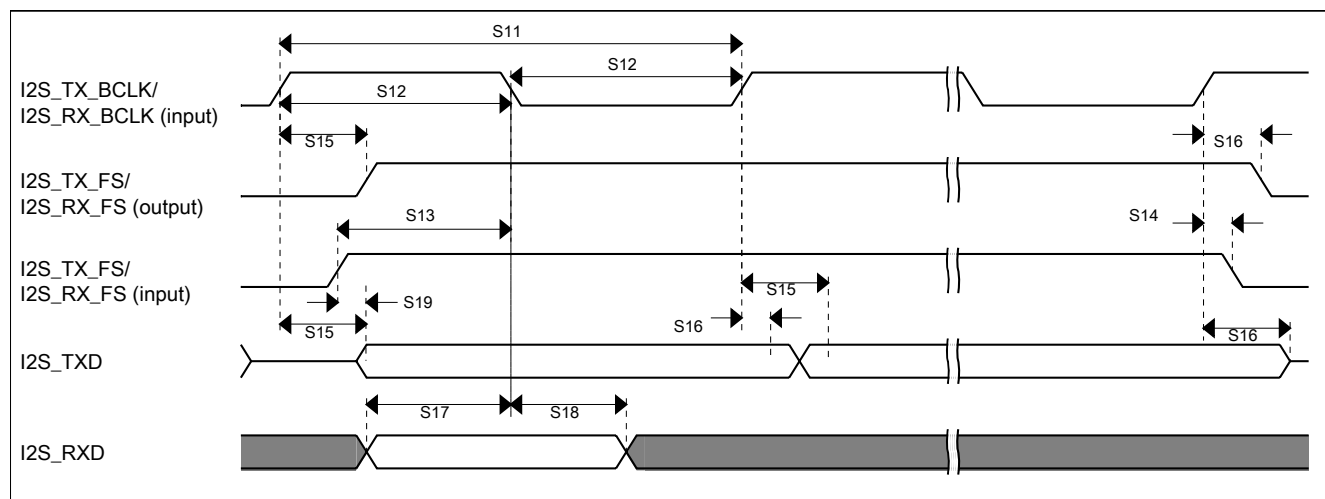 S11
I2S_TX_BCLK/
I2S_RX_BCLK (input)
S12
S12
S15
S16
I2S_TX_FS/
I2S_RX_FS (output)
S13
S14
I2S_TX_FS/
I2S_RX_FS (input)
S19
S15
S15
S16
S16
I2S_TXD
S17
S18
I2S_RXD